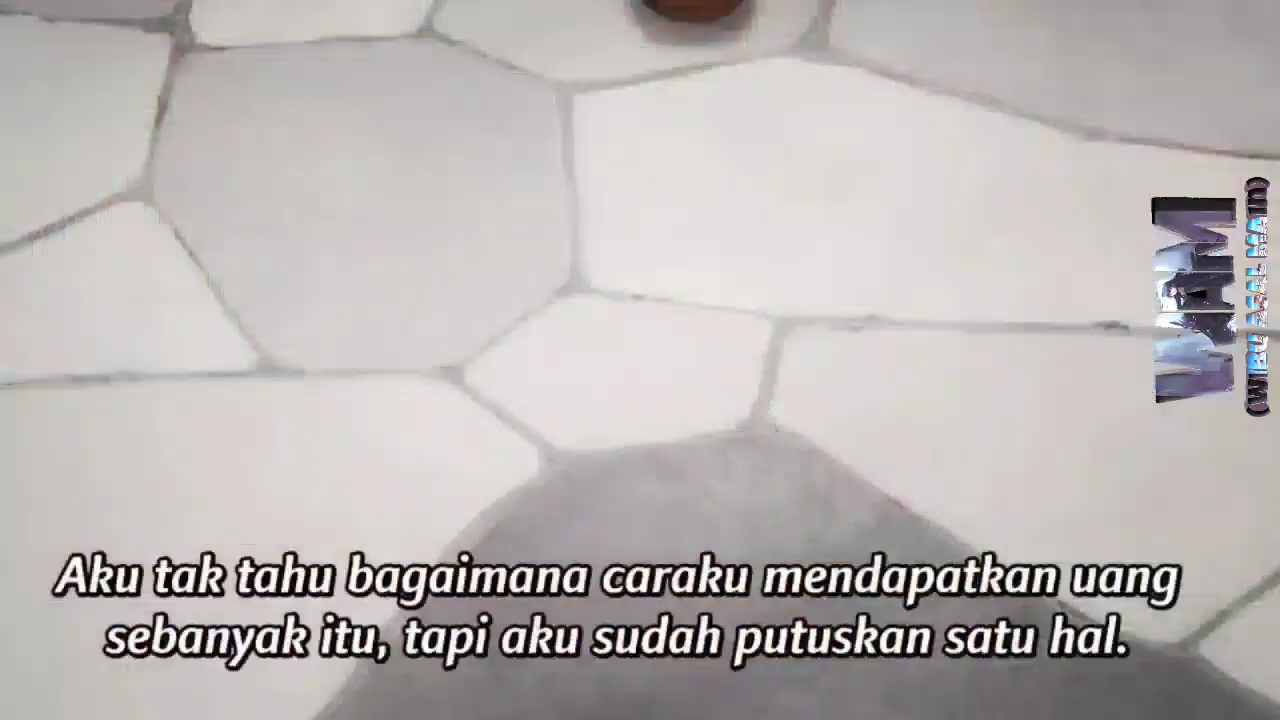 Aku tak tahu bagaimana caraku mendapatkan uang
sebanyak itu, tapi aku sudah putuskan satu hal.
WAM
(WIBU ASAL MAIN)